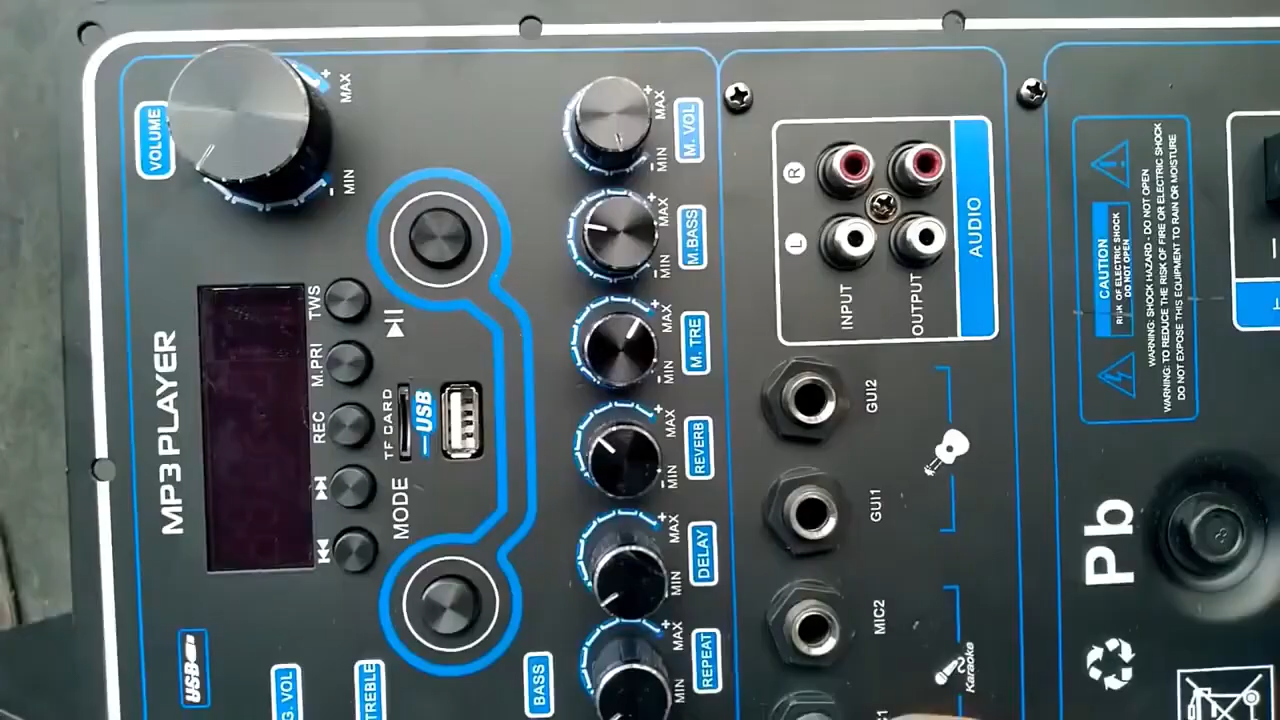 VOLUME
MAX
MIN
MP3 PLAYER
TWS
M.PRI
REC
TF CARD
USB
MODE
USB
G. VOL
TREBLE
BASS
MAX
MIN
M. VOL
MAX
MIN
M.BASS
MAX
MIN
M. TRE
MAX
MIN
REVERB
MAX
MIN
DELAY
MAX
MIN
REPEAT
R
L
INPUT
OUTPUT
AUDIO
GUI2
GUI1
MIC2
Karaoke
CAUTION
RISK OF ELECTRIC SHOCK
DO NOT OPEN
WARNING: SHOCK HAZARD - DO NOT OPEN
WARNING: TO REDUCE THE RISK OF FIRE OR ELECTRIC SHOCK
DO NOT EXPOSE THIS EQUIPMENT TO RAIN OR MOISTURE
Pb